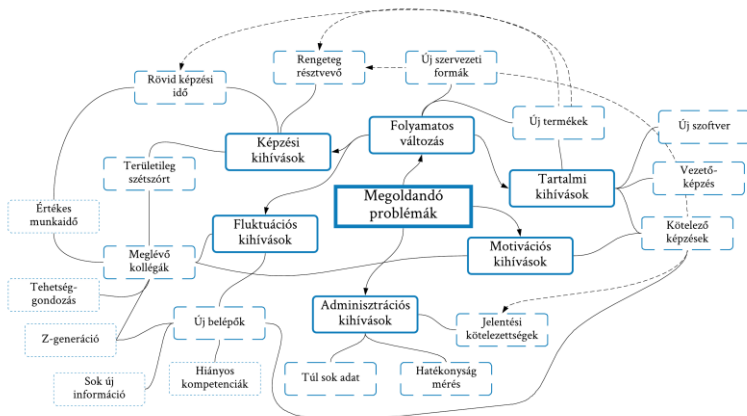 Rengeteg
résztvevő
Új szervezeti
formák
Rövid képzési
idő
Folyamatos
változás
Új termékek
Új szoftver
Képzési
kihívások
Területileg
szétszórt
Tartalmi
kihívások
Vezető-
képzés
Megoldandó
problémák
Értékes
munkaidő
Fluktuációs
kihívások
Kötelező
képzések
Meglévő
kollégák
Motivációs
kihívások
Tehetség-
gondozás
Adminisztrációs
kihívások
Új belépők
Jelentési
kötelezettségek
Z-generáció
Sok új
információ
Hiányos
kompetenciák
Túl sok adat
Hatékonyság
mérés